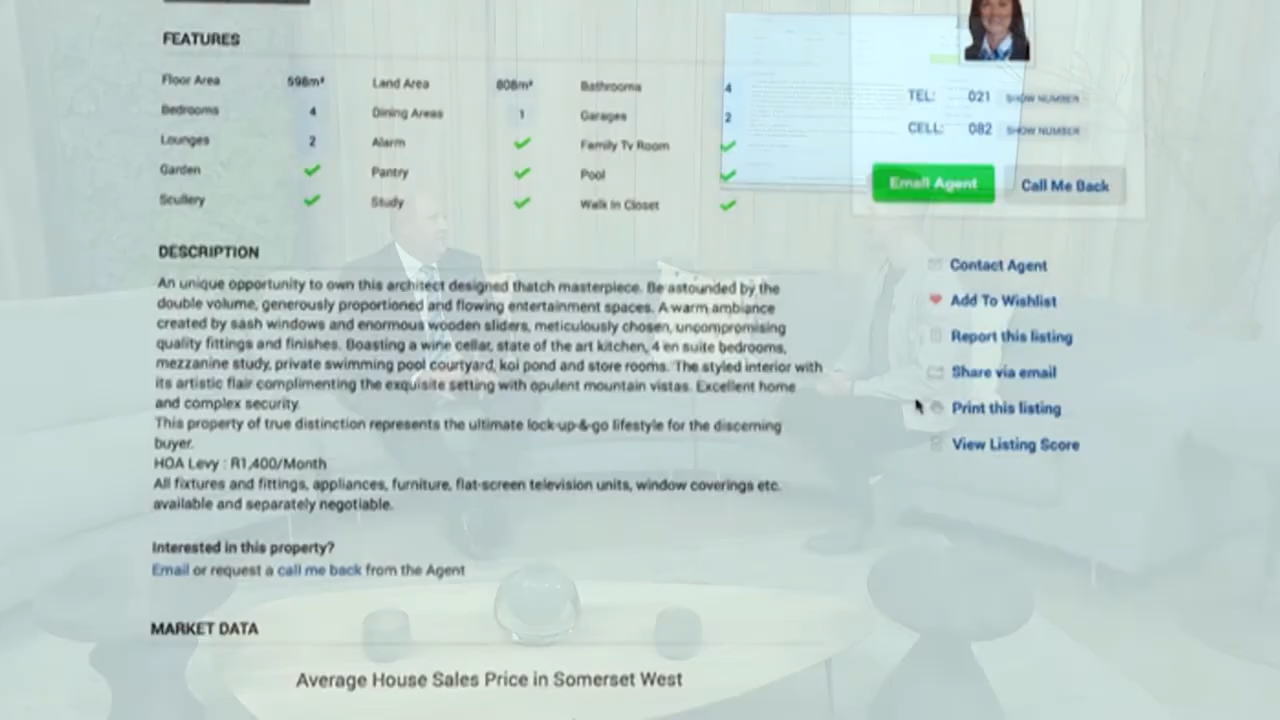 FEATURES
Floor Area 598m² Land Area 808m² Bathrooms 4
Bedrooms 4 Dining Areas 1 Garages 2
Lounges 2 Alarm Family Tv Room
Garden Pantry Pool
Scullery Study Walk In Closet
TEL: 021 SHOW NUMBER
CELL: 082 SHOW NUMBER
Email Agent Call Me Back
DESCRIPTION
An unique opportunity to own this architect designed thatch masterpiece. Be astounded by the
double volume, generously proportioned and flowing entertainment spaces. A warm ambiance
created by sash windows and enormous wooden sliders, meticulously chosen, uncompromising
quality fittings and finishes. Boasting a wine cellar, state of the art kitchen, 4 en suite bedrooms,
mezzanine study, private swimming pool courtyard, koi pond and store rooms. The styled interior with
its artistic flair complimenting the exquisite setting with opulent mountain vistas. Excellent home
and complex security.
This property of true distinction represents the ultimate lock-up-&-go lifestyle for the discerning
buyer.
HOA Levy : R1,400/Month
All fixtures and fittings, appliances, furniture, flat-screen television units, window coverings etc.
available and separately negotiable.
Interested in this property?
Email or request a call me back from the Agent
Contact Agent
Add To Wishlist
Report this listing
Share via email
Print this listing
View Listing Score
MARKET DATA
Average House Sales Price in Somerset West